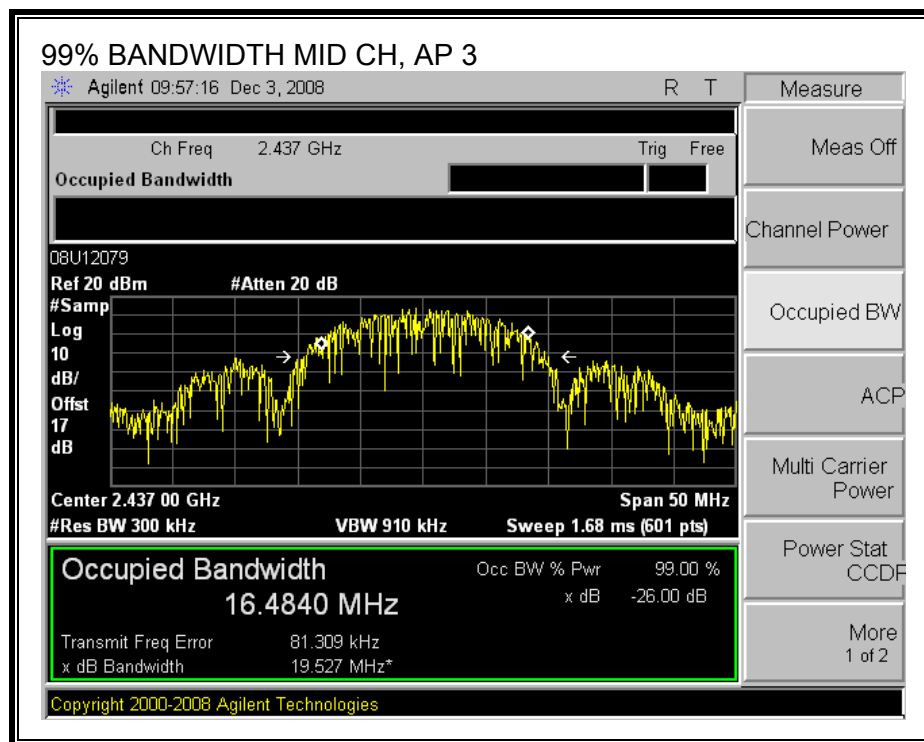 99% BANDWIDTH MID CH, AP 3
Agilent 09:57:16 Dec 3, 2008 R T
Measure
Ch Freq 2.437 GHz Trig Free
Occupied Bandwidth
Meas Off
Channel Power
Occupied BW
ACP
Multi Carrier
Power
Power Stat
CCDF
More
1 of 2
08U12079
Ref 20 dBm #Atten 20 dB
#Samp
Log
10
dB/
Offst
17
dB
Center 2.437 00 GHz Span 50 MHz
#Res BW 300 kHz VBW 910 kHz Sweep 1.68 ms (601 pts)
Occupied Bandwidth Occ BW % Pwr 99.00 %
16.4840 MHz x dB -26.00 dB
Transmit Freq Error 81.309 kHz
x dB Bandwidth 19.527 MHz*
Copyright 2000-2008 Agilent Technologies